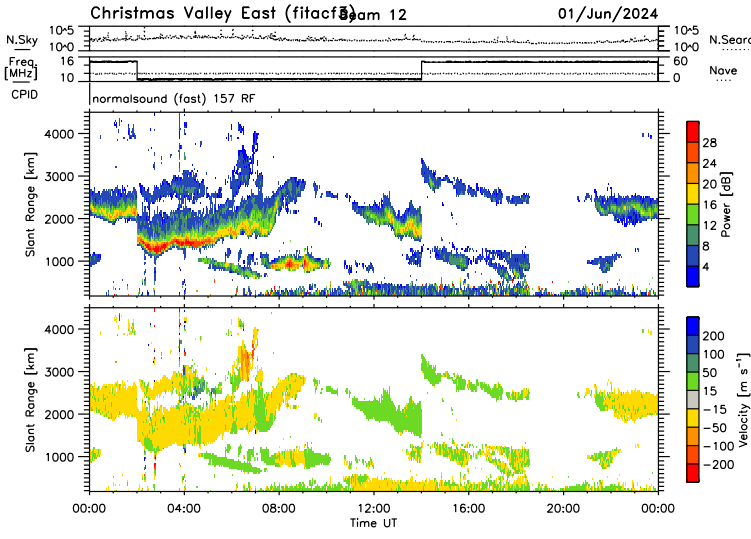 Christmas Valley East (fitacf3) Beam 12 01/Jun/2024
N.Sky 10^5 10^0 10^5 10^0 N.Searc
Freq. [MHz] 16 10 60 0 Nave
CPID normalsound (fast) 157 RF
Slant Range [km] 4000 3000 2000 1000
Power [dB] 28 24 20 16 12 8 4
Slant Range [km] 4000 3000 2000 1000
Velocity [m s⁻¹] 200 100 50 15 −15 −50 −100 −200
00:00 04:00 08:00 12:00 16:00 20:00 00:00
Time UT